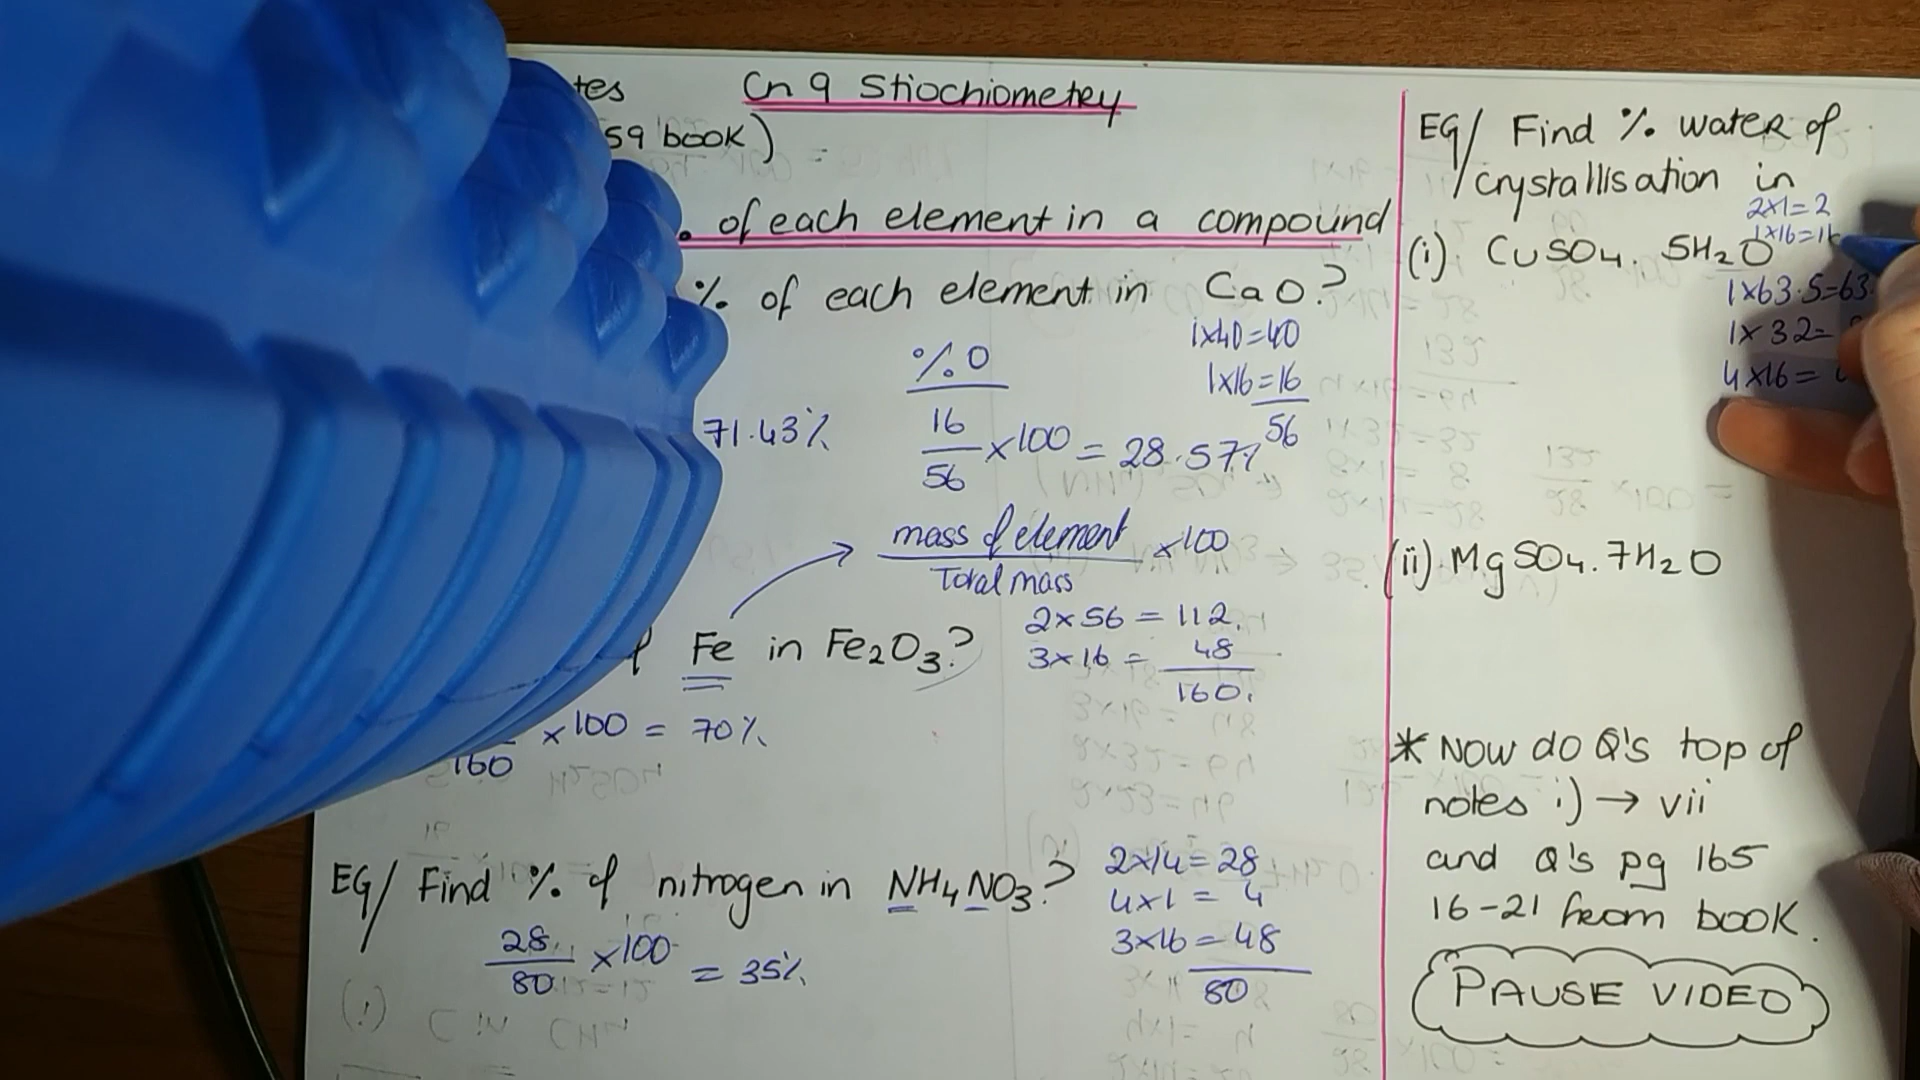 tes Cn 9 Stiochiometry
59 book)
of each element in a compound
% of each element in CaO?
1x40=40
%O
1x16=16
56
71.43%
16/56 x100 = 28.57%
mass of element/Total mass x100
Fe in Fe2O3?
2x56 = 112
3x16 = 48
160
/160 x100 = 70%
EG/ Find % of nitrogen in NH4NO3?
2x14=28
4x1 = 4
3x16=48
80
28/80 x100 = 35%
EG/ Find % water of
crystallisation in
2x1=2
1x16=16
(i) CuSO4. 5H2O
1x63.5=63.
1x32=
4x16=
(ii) MgSO4. 7H2O
* Now do Q's top of
notes i) → vii
and Q's pg 165
16-21 from book.
PAUSE VIDEO